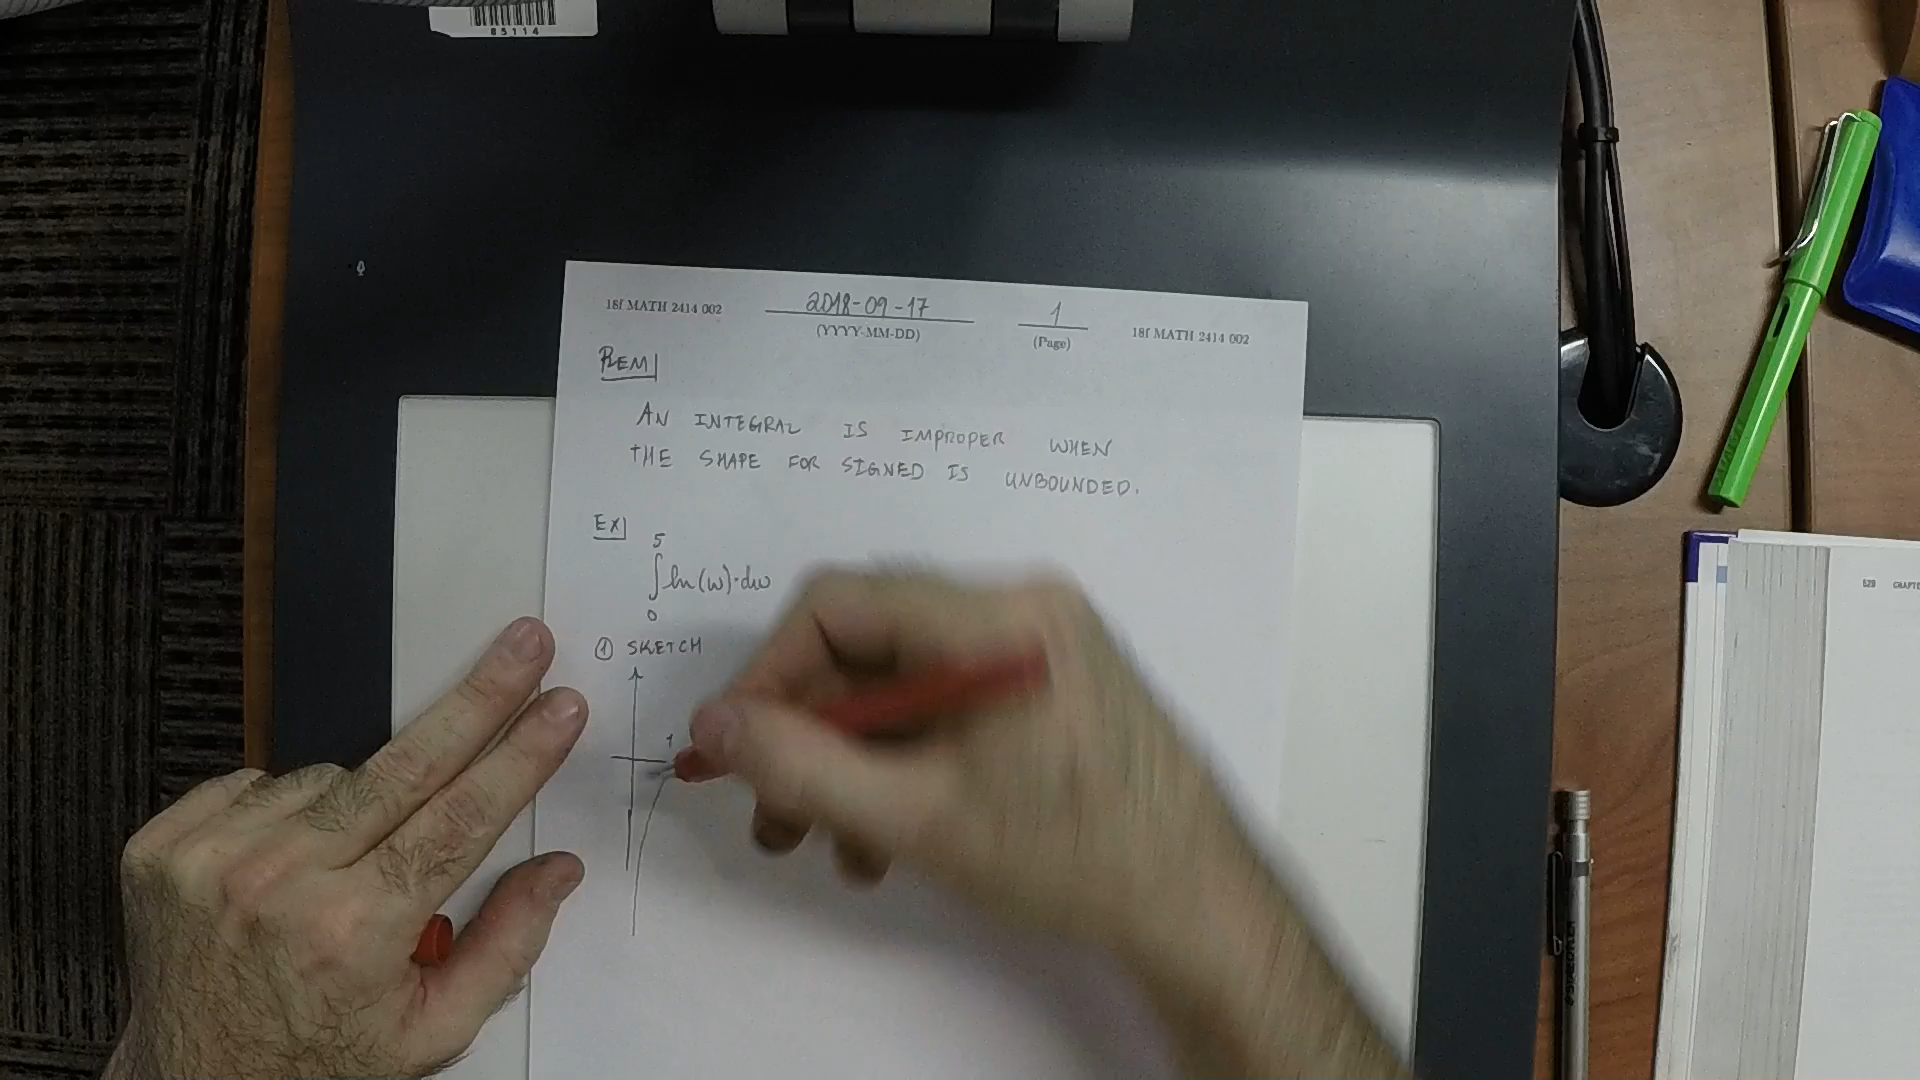 85114
18f MATH 2414 002 2018-09-17 1 18f MATH 2414 002
(YYYY-MM-DD) (Page)
REM
AN INTEGRAL IS IMPROPER WHEN
THE SHAPE FOR SIGNED IS UNBOUNDED.
EX
5
∫ln(w)·dw
0
① SKETCH
1